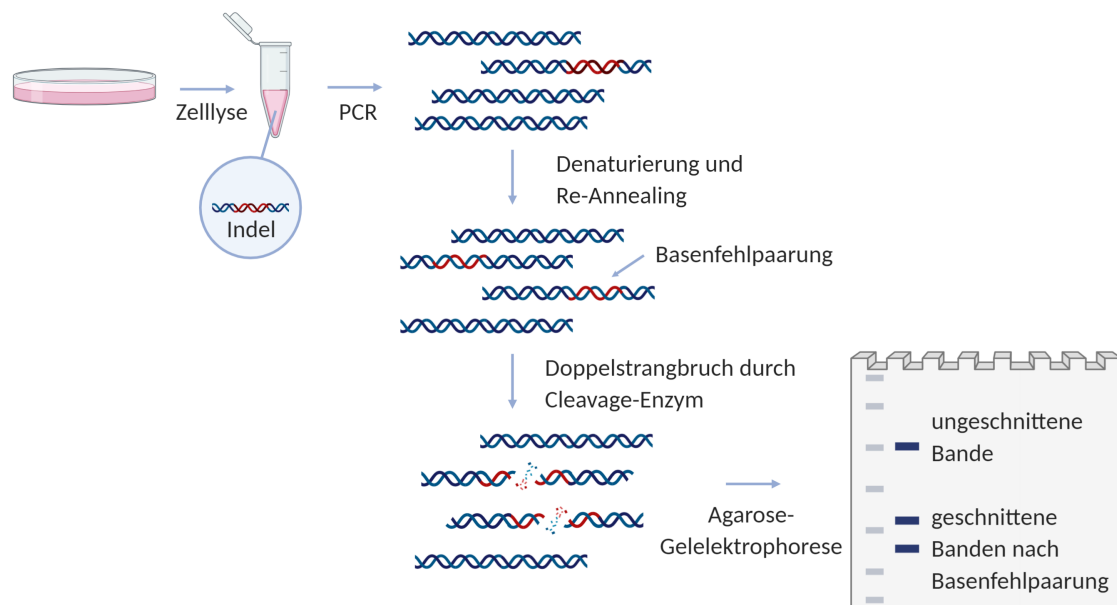 Zelllyse
PCR
Indel
Denaturierung und
Re-Annealing
Basenfehlpaarung
Doppelstrangbruch durch
Cleavage-Enzym
Agarose-
Gelelektrophorese
ungeschnittene
Bande
geschnittene
Banden nach
Basenfehlpaarung